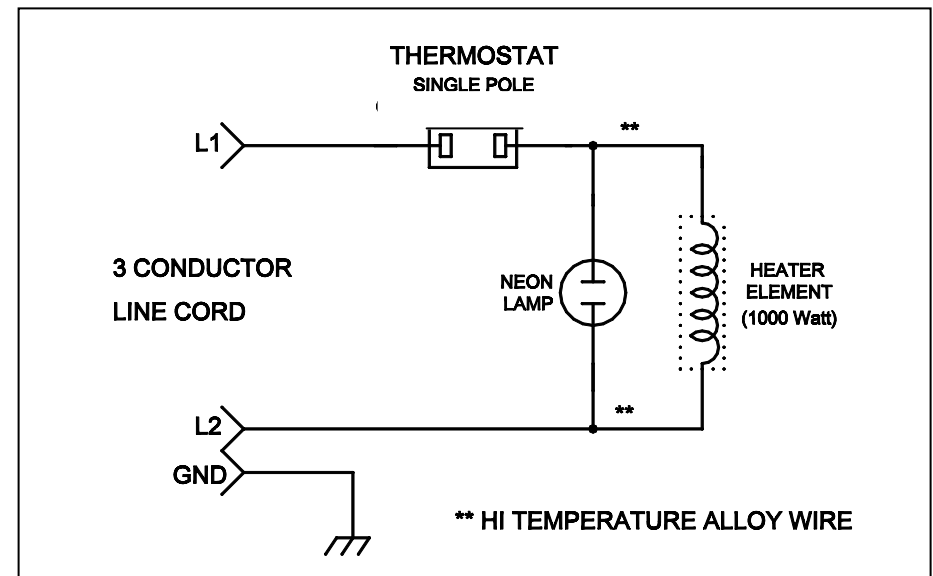 THERMOSTAT
SINGLE POLE
**
L1
3 CONDUCTOR
LINE CORD
NEON
LAMP
HEATER
ELEMENT
(1000 Watt)
**
L2
GND
** HI TEMPERATURE ALLOY WIRE